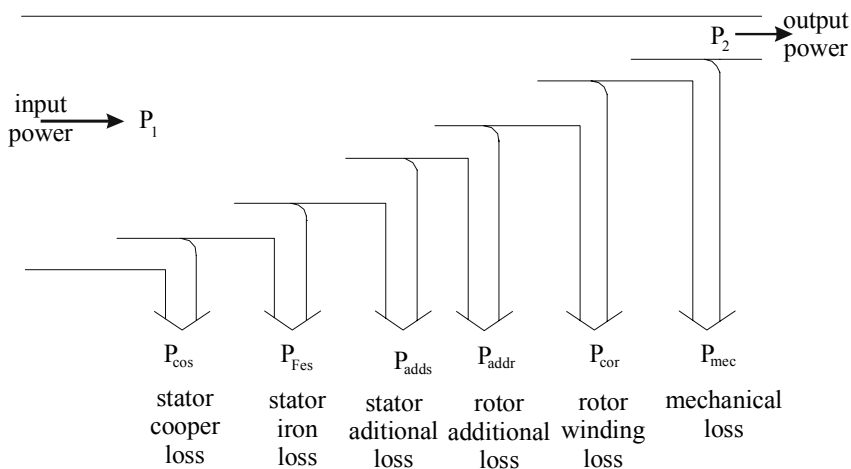 P2
output
power
input
power
P1
Pcos
PFes
Padds
Paddr
Pcor
Pmec
stator
cooper
loss
stator
iron
loss
stator
aditional
loss
rotor
additional
loss
rotor
winding
loss
mechanical
loss